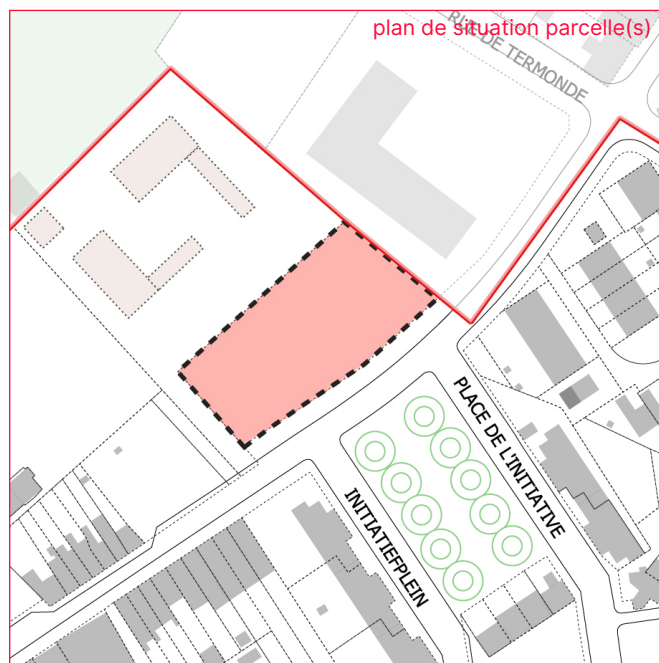 plan de situation parcelle(s)
RUE DE TERMONDE
PLACE DE L'INITIATIVE
INITIATIEFPLEIN